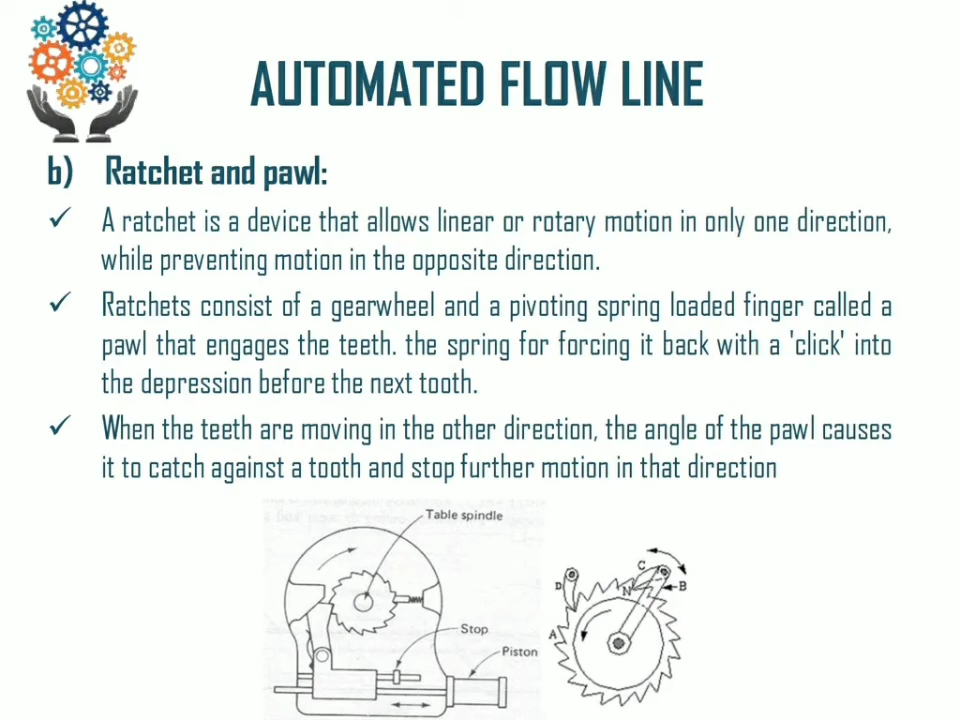 AUTOMATED FLOW LINE
b) Ratchet and pawl:
✓ A ratchet is a device that allows linear or rotary motion in only one direction,
while preventing motion in the opposite direction.
✓ Ratchets consist of a gearwheel and a pivoting spring loaded finger called a
pawl that engages the teeth. the spring for forcing it back with a 'click' into
the depression before the next tooth.
✓ When the teeth are moving in the other direction, the angle of the pawl causes
it to catch against a tooth and stop further motion in that direction
Table spindle
C
D
N
B
A
Stop
Piston